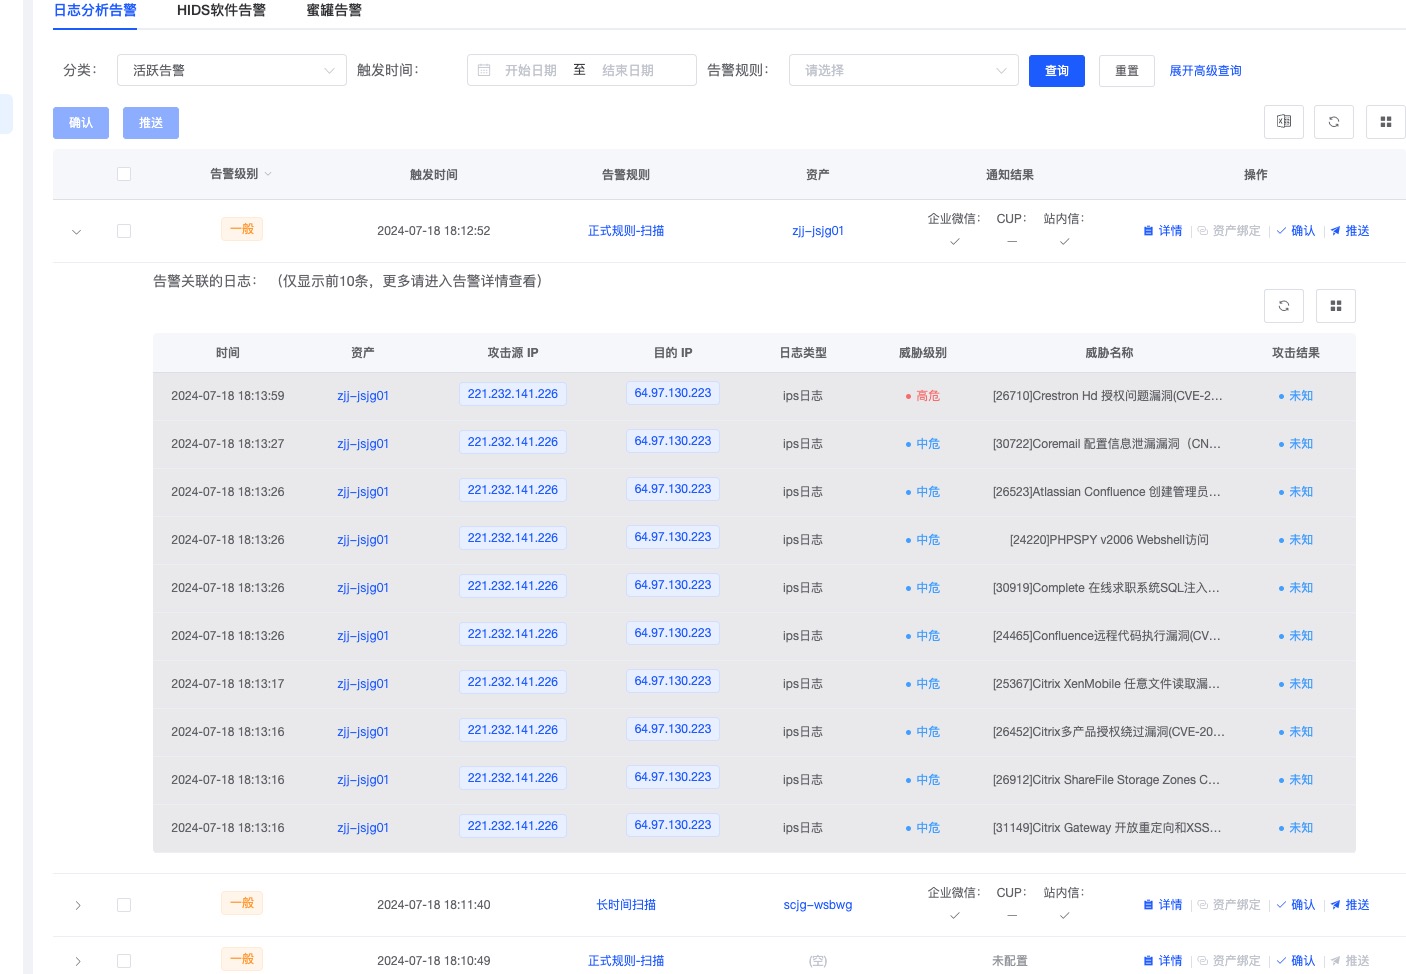 日志分析告警 HIDS软件告警 蜜罐告警
分类： 活跃告警 触发时间： 开始日期 至 结束日期 告警规则： 请选择 查询 重置 展开高级查询
确认 推送
告警级别 触发时间 告警规则 资产 通知结果 操作
一般 2024-07-18 18:12:52 正式规则-扫描 zjj-jsjg01 企业微信： CUP： 站内信： 详情 资产绑定 确认 推送
告警关联的日志： （仅显示前10条，更多请进入告警详情查看）
时间 资产 攻击源 IP 目的 IP 日志类型 威胁级别 威胁名称 攻击结果
2024-07-18 18:13:59 zjj-jsjg01 221.232.141.226 64.97.130.223 ips日志 高危 [26710]Crestron Hd 授权问题漏洞(CVE-2... 未知
2024-07-18 18:13:27 zjj-jsjg01 221.232.141.226 64.97.130.223 ips日志 中危 [30722]Coremail 配置信息泄漏漏洞（CN... 未知
2024-07-18 18:13:26 zjj-jsjg01 221.232.141.226 64.97.130.223 ips日志 中危 [26523]Atlassian Confluence 创建管理员... 未知
2024-07-18 18:13:26 zjj-jsjg01 221.232.141.226 64.97.130.223 ips日志 中危 [24220]PHPSPY v2006 Webshell访问 未知
2024-07-18 18:13:26 zjj-jsjg01 221.232.141.226 64.97.130.223 ips日志 中危 [30919]Complete 在线求职系统SQL注入... 未知
2024-07-18 18:13:26 zjj-jsjg01 221.232.141.226 64.97.130.223 ips日志 中危 [24465]Confluence远程代码执行漏洞(CV... 未知
2024-07-18 18:13:17 zjj-jsjg01 221.232.141.226 64.97.130.223 ips日志 中危 [25367]Citrix XenMobile 任意文件读取漏... 未知
2024-07-18 18:13:16 zjj-jsjg01 221.232.141.226 64.97.130.223 ips日志 中危 [26452]Citrix多产品授权绕过漏洞(CVE-20... 未知
2024-07-18 18:13:16 zjj-jsjg01 221.232.141.226 64.97.130.223 ips日志 中危 [26912]Citrix ShareFile Storage Zones C... 未知
2024-07-18 18:13:16 zjj-jsjg01 221.232.141.226 64.97.130.223 ips日志 中危 [31149]Citrix Gateway 开放重定向和XSS... 未知
一般 2024-07-18 18:11:40 长时间扫描 scjg-wsbwg 企业微信： CUP： 站内信： 详情 资产绑定 确认 推送
一般 2024-07-18 18:10:49 正式规则-扫描 (空) 未配置 详情 资产绑定 确认 推送